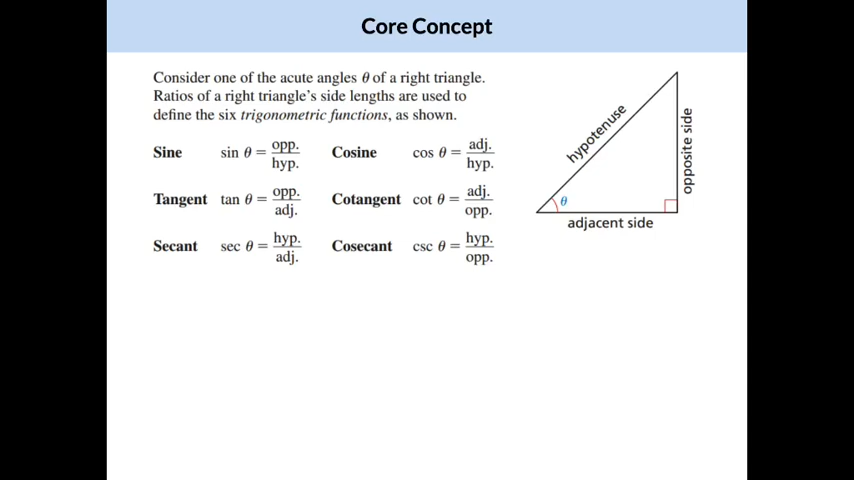 Core Concept
Consider one of the acute angles θ of a right triangle.
Ratios of a right triangle's side lengths are used to
define the six trigonometric functions, as shown.
Sine sin θ = opp./hyp. Cosine cos θ = adj./hyp.
Tangent tan θ = opp./adj. Cotangent cot θ = adj./opp.
Secant sec θ = hyp./adj. Cosecant csc θ = hyp./opp.
hypotenuse
opposite side
θ
adjacent side